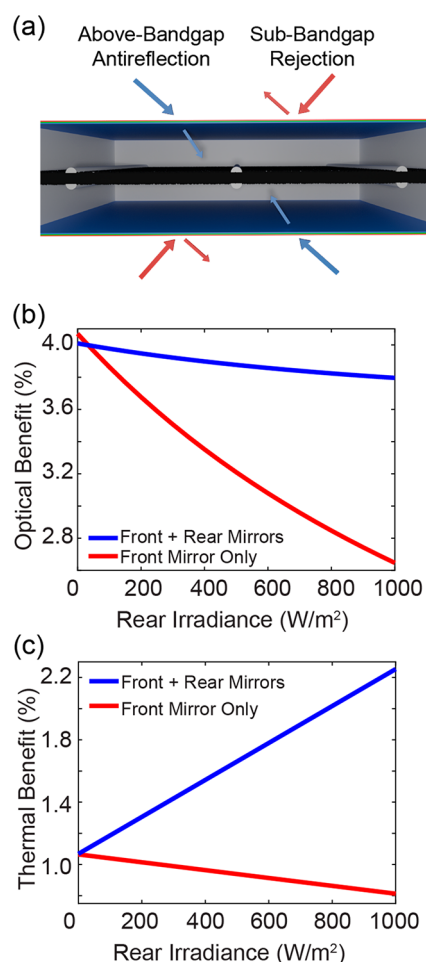 (a)
Above-Bandgap
Antireflection
Sub-Bandgap
Rejection
(b)
4.0
3.6
3.2
2.8
Optical Benefit (%)
Front + Rear Mirrors
Front Mirror Only
0 200 400 600 800 1000
Rear Irradiance (W/m²)
(c)
2.2
1.8
1.4
1.0
Thermal Benefit (%)
Front + Rear Mirrors
Front Mirror Only
0 200 400 600 800 1000
Rear Irradiance (W/m²)